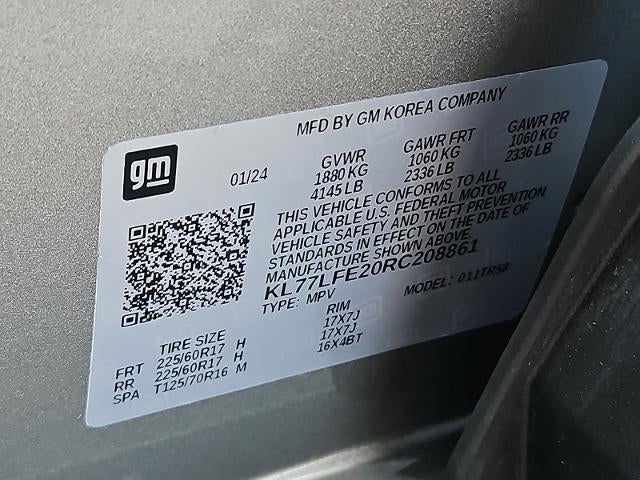 MFD BY GM KOREA COMPANY
gm
01/24
GVWR GAWR FRT GAWR RR
1880 KG 1060 KG 1060 KG
4145 LB 2336 LB 2336 LB
THIS VEHICLE CONFORMS TO ALL
APPLICABLE U.S. FEDERAL MOTOR
VEHICLE SAFETY AND THEFT PREVENTION
STANDARDS IN EFFECT ON THE DATE OF
MANUFACTURE SHOWN ABOVE.
KL77LFE20RC208861
TYPE: MPV MODEL: 011TR58
TIRE SIZE RIM
FRT 225/60R17 H 17X7J
RR 225/60R17 H 17X7J
SPA T125/70R16 M 16X4BT